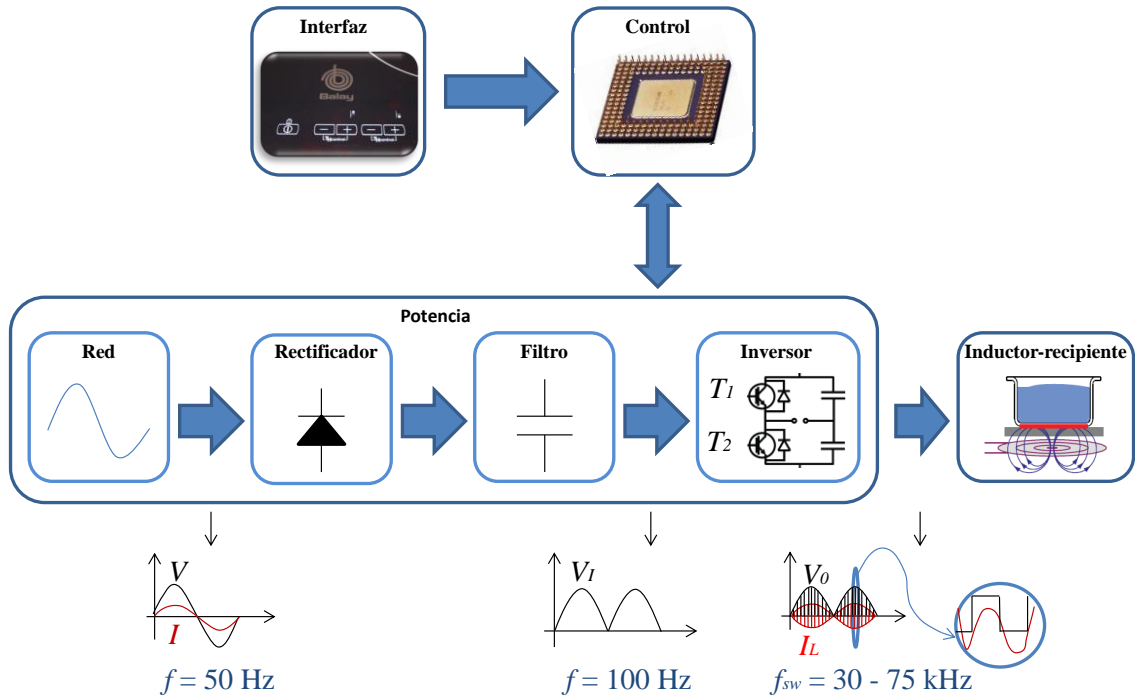 Interfaz
Control
Balay
Potencia
Red
Rectificador
Filtro
Inversor
Inductor-recipiente
T1
T2
V
I
VI
V0
IL
f = 50 Hz
f = 100 Hz
fsw = 30 - 75 kHz